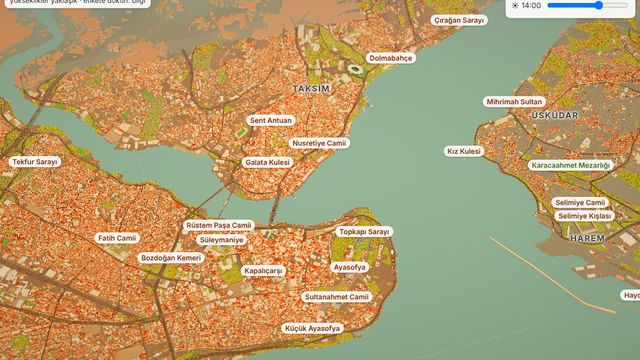 yükseklikler yaklaşık · etikete dokun: bilgi
☀ 14:00
Çırağan Sarayı
Dolmabahçe
TAKSİM
Mihrimah Sultan
ÜSKÜDAR
Sent Antuan
Nusretiye Camii
Kız Kulesi
Tekfur Sarayı
Galata Kulesi
Karacaahmet Mezarlığı
Selimiye Camii
Selimiye Kışlası
Rüstem Paşa Camii
Topkapı Sarayı
Fatih Camii
Süleymaniye
HAREM
Bozdoğan Kemeri
Kapalıçarşı
Ayasofya
Sultanahmet Camii
Küçük Ayasofya